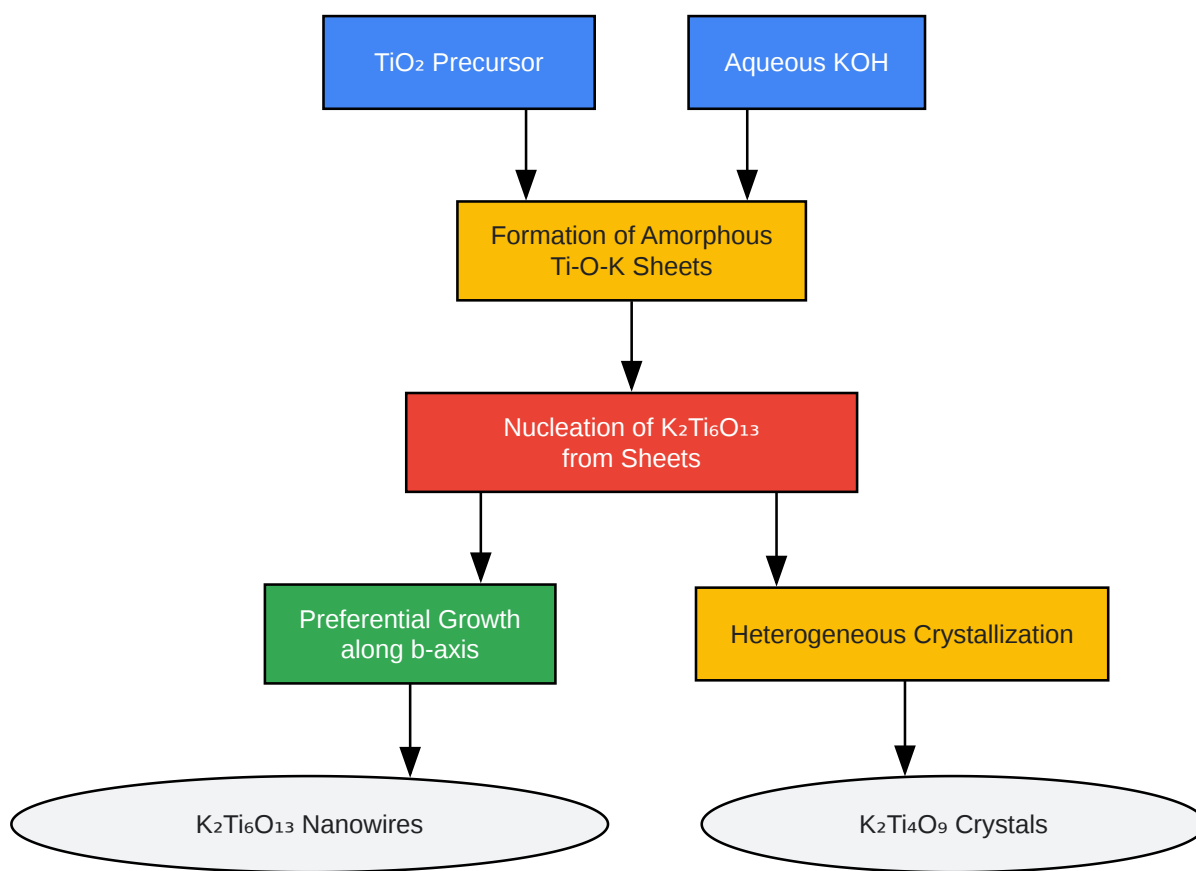 TiO₂ Precursor
Aqueous KOH
Formation of Amorphous
Ti-O-K Sheets
Nucleation of K₂Ti₆O₁₃
from Sheets
Preferential Growth
along b-axis
Heterogeneous Crystallization
K₂Ti₆O₁₃ Nanowires
K₂Ti₄O₉ Crystals